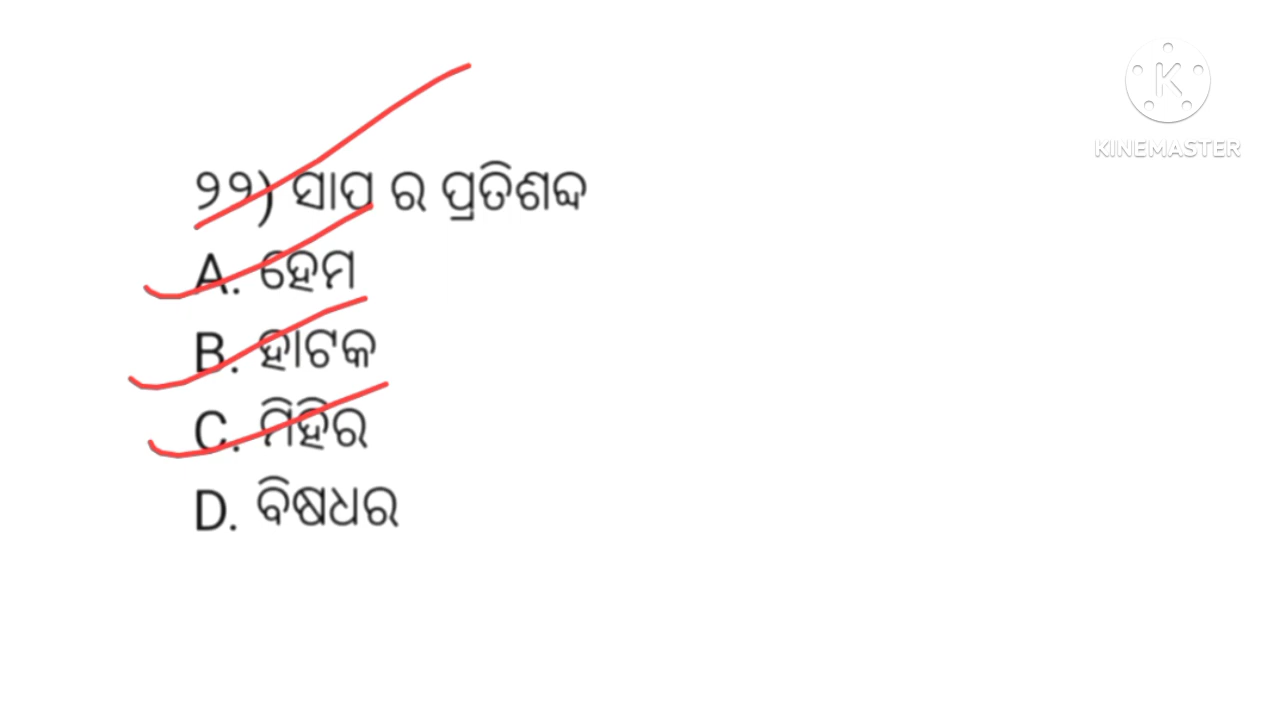 ୨୨) ସାପ ର ପ୍ରତିଶବ୍ଦ
A. ହେମ
B. ହାଟକ
C. ମିହିର
D. ବିଷଧର
KINEMASTER